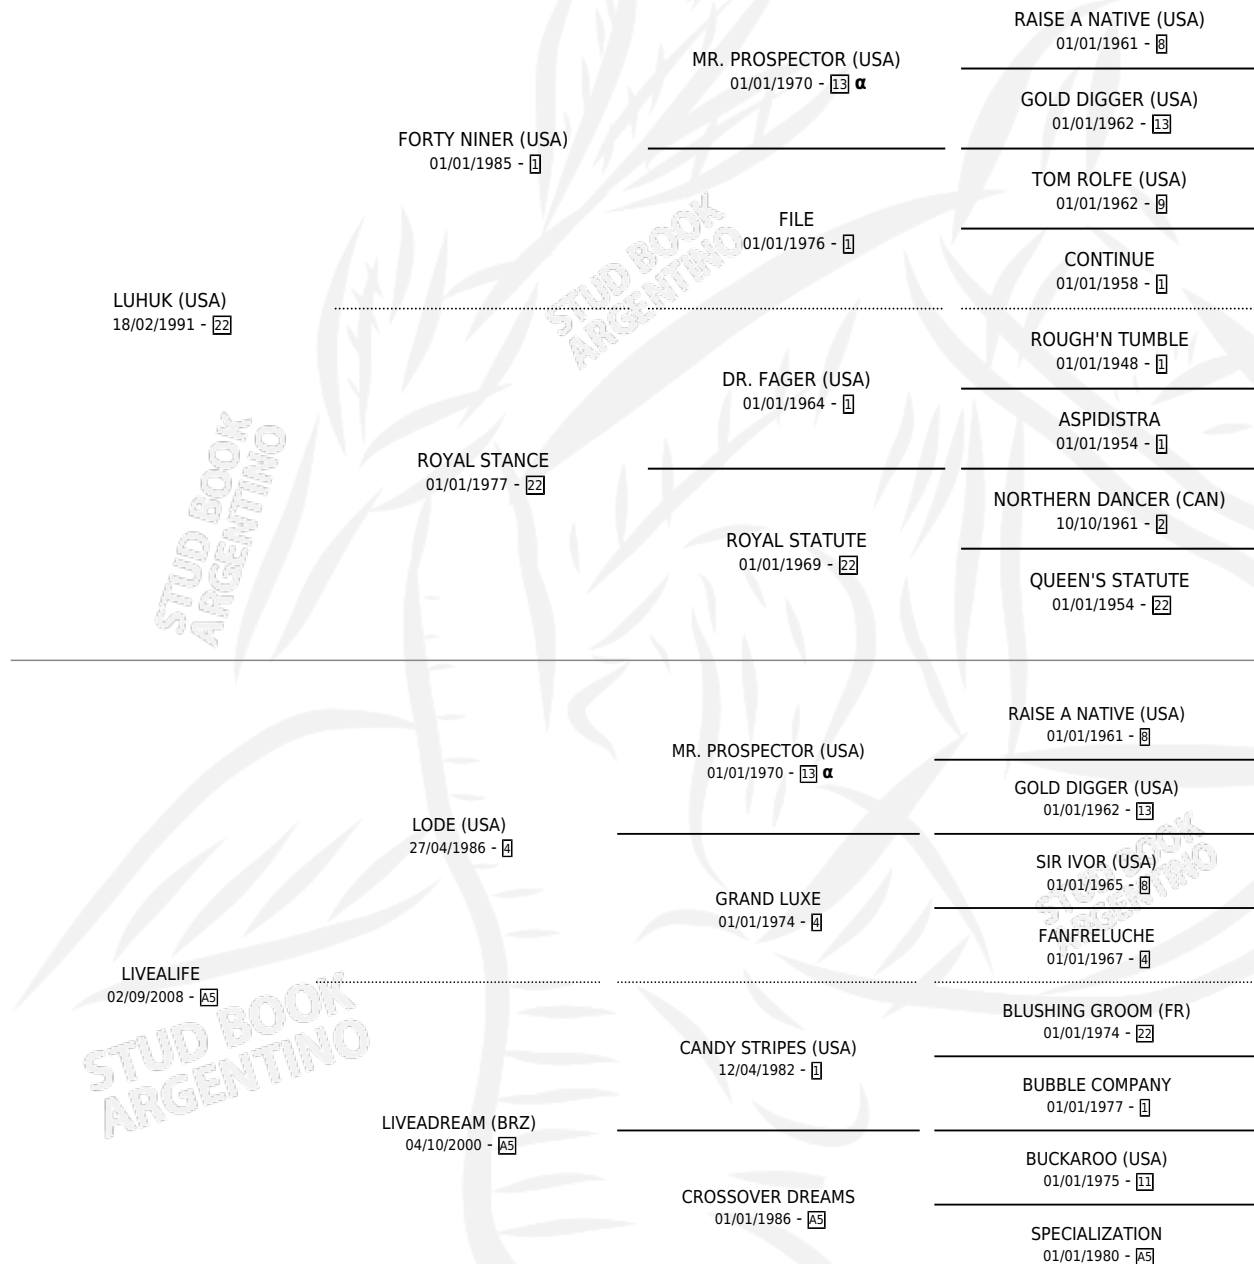 RAISE A NATIVE (USA)
01/01/1961 - 8
MR. PROSPECTOR (USA)
01/01/1970 - 13 α
GOLD DIGGER (USA)
01/01/1962 - 13
FORTY NINER (USA)
01/01/1985 - 1
TOM ROLFE (USA)
01/01/1962 - 9
FILE
01/01/1976 - 1
CONTINUE
01/01/1958 - 1
LUHUK (USA)
18/02/1991 - 22
ROUGH'N TUMBLE
01/01/1948 - 1
DR. FAGER (USA)
01/01/1964 - 1
ASPIDISTRA
01/01/1954 - 1
ROYAL STANCE
01/01/1977 - 22
NORTHERN DANCER (CAN)
10/10/1961 - 2
ROYAL STATUTE
01/01/1969 - 22
QUEEN'S STATUTE
01/01/1954 - 22
RAISE A NATIVE (USA)
01/01/1961 - 8
MR. PROSPECTOR (USA)
01/01/1970 - 13 α
GOLD DIGGER (USA)
01/01/1962 - 13
LODE (USA)
27/04/1986 - 4
SIR IVOR (USA)
01/01/1965 - 8
GRAND LUXE
01/01/1974 - 4
FANFRELUCHE
01/01/1967 - 4
LIVEALIFE
02/09/2008 - A5
BLUSHING GROOM (FR)
01/01/1974 - 22
CANDY STRIPES (USA)
12/04/1982 - 1
BUBBLE COMPANY
01/01/1977 - 1
LIVEADREAM (BRZ)
04/10/2000 - A5
BUCKAROO (USA)
01/01/1975 - 11
CROSSOVER DREAMS
01/01/1986 - A5
SPECIALIZATION
01/01/1980 - A5
STUD BOOK
ARGENTINO
STUD BOOK
ARGENTINO
STUD BOOK
ARGENTINO
STUD BOOK
ARGENTINO